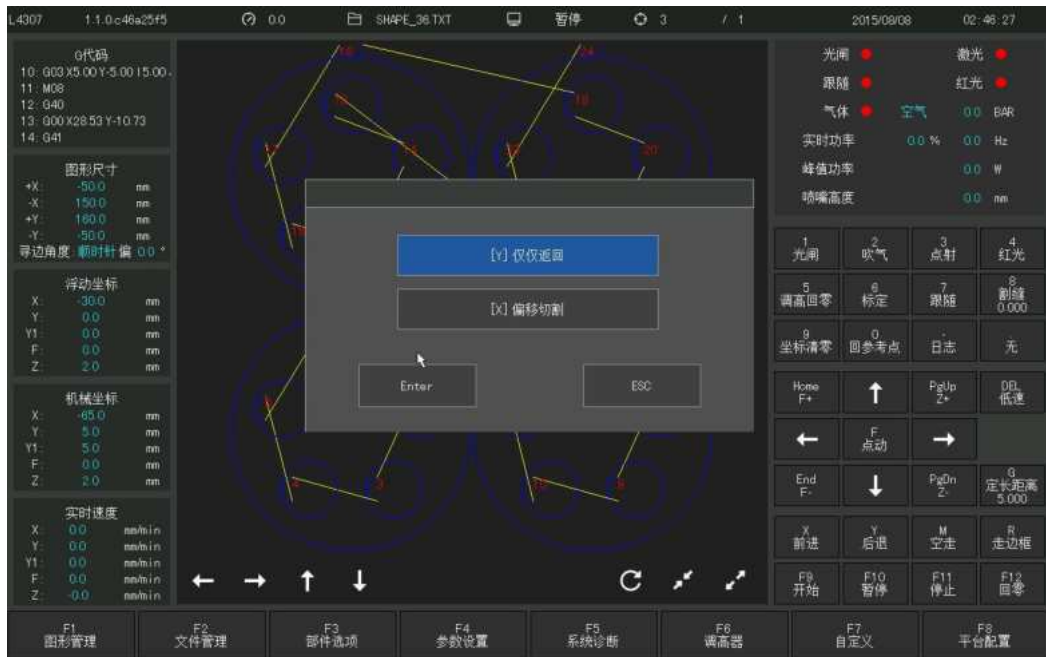 L4307 1.1.0.c46a25f5 0.0 SHAPE_36.TXT 暂停 3 / 1 2015/08/08 02:46:27
G代码
10: G03 X5.00 Y-5.00 I5.00.
11: M08
12: G40
13: G00 X28.53 Y-10.73
14: G41
图形尺寸
+X: -50.0 mm
-X: 150.0 mm
+Y: 160.0 mm
-Y: -50.0 mm
寻边角度: 顺时针 偏 0.0 °
浮动坐标
X: -30.0 mm
Y: 0.0 mm
Y1: 0.0 mm
F: 0.0 mm
Z: 2.0 mm
机械坐标
X: -65.0 mm
Y: 5.0 mm
Y1: 5.0 mm
F: 0.0 mm
Z: 2.0 mm
实时速度
X: 0.0 mm/min
Y: 0.0 mm/min
Y1: 0.0 mm/min
F: 0.0 mm/min
Z: -0.0 mm/min
24
18
20
4
3
9
[Y] 仅仅返回
[X] 偏移切割
Enter ESC
光闸 激光
跟随 红光
气体 空气 0.0 BAR
实时功率 0.0 % 0.0 Hz
峰值功率 0.0 W
喷嘴高度 0.0 mm
1 2 3 4
光闸 吹气 点射 红光
5 6 7 8
调高回零 标定 跟随 割缝
0.000
9 0 .
坐标清零 回参考点 日志 无
Home PgUp DEL
F+ Z+ 低速
F
点动
End PgDn G
F- Z- 定长距离
5.000
X Y M R
前进 后退 空走 走边框
F9 F10 F11 F12
开始 暂停 停止 回零
F1 F2 F3 F4 F5 F6 F7 F8
图形管理 文件管理 部件选项 参数设置 系统诊断 调高器 自定义 平台配置